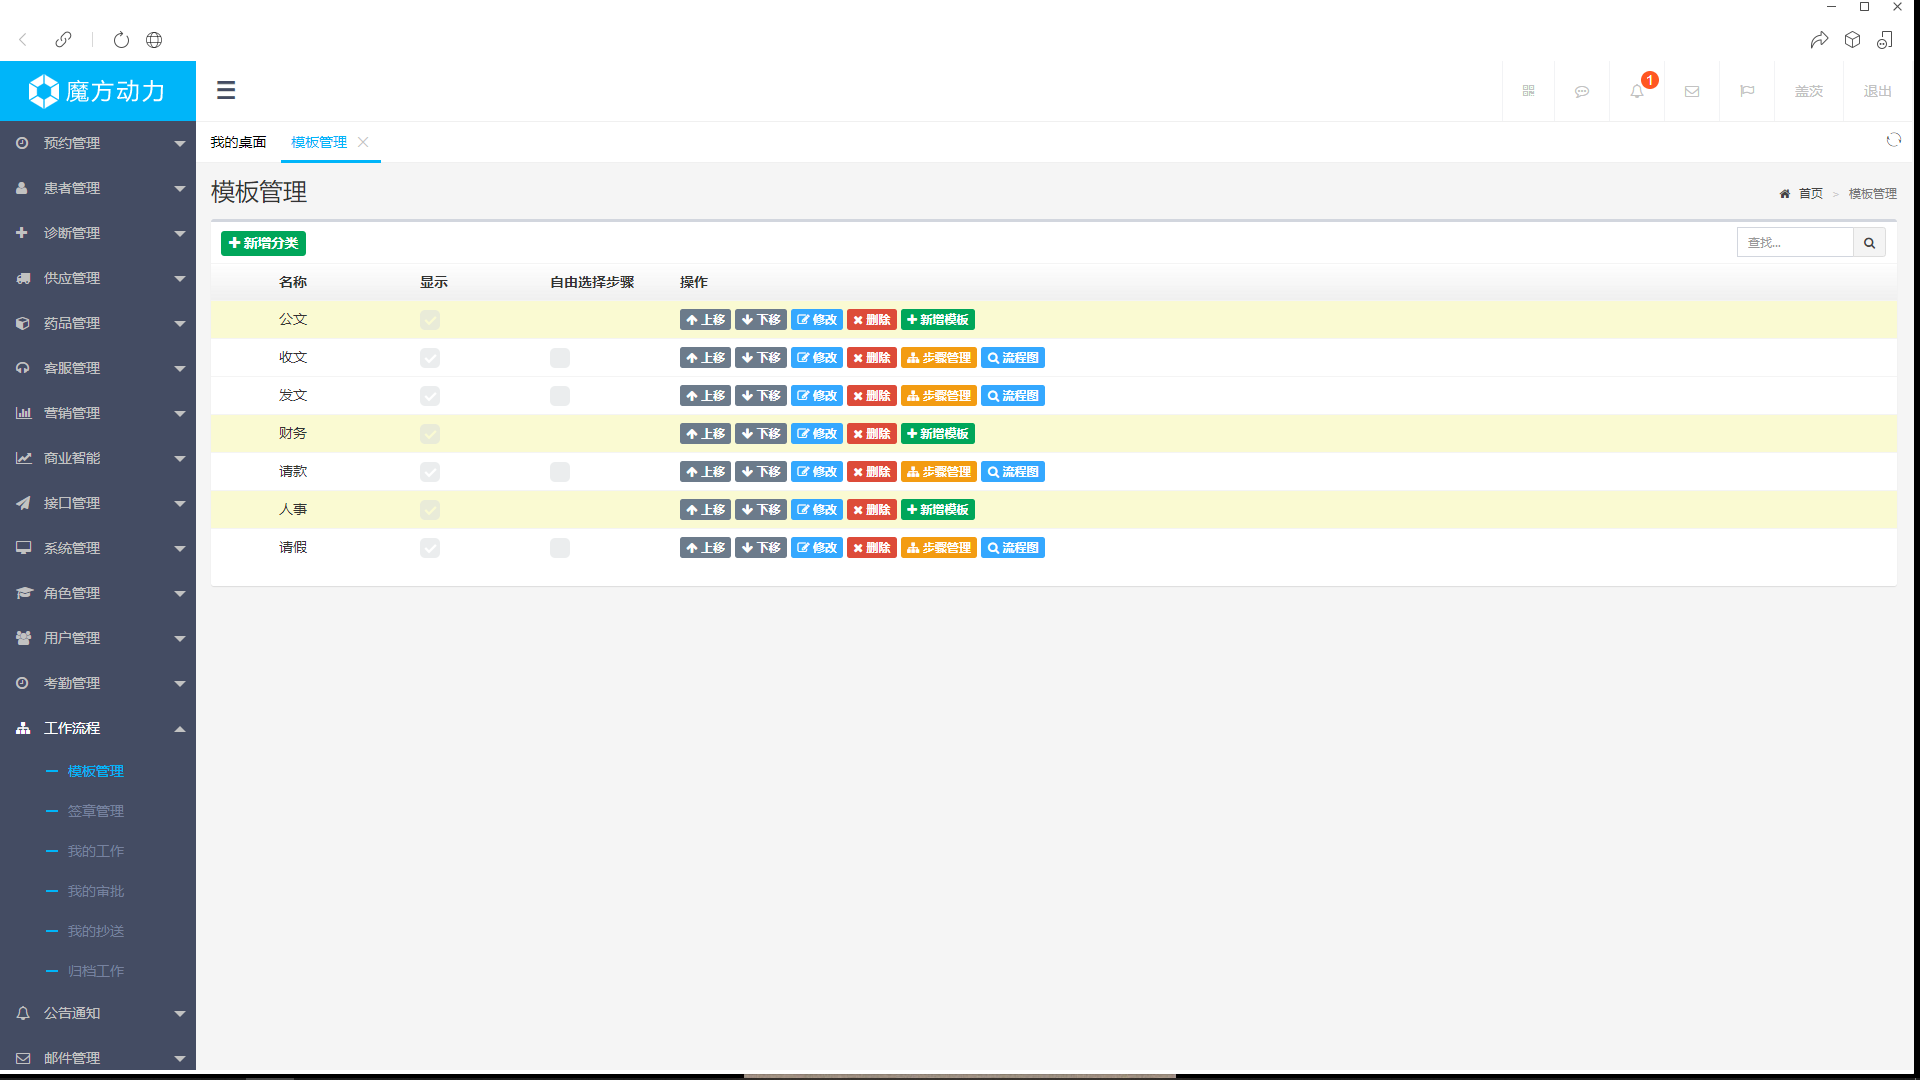 魔方动力
1
盖茨
退出
我的桌面
模板管理
模板管理
首页 > 模板管理
新增分类
查找...
名称 显示 自由选择步骤 操作
公文 上移 下移 修改 删除 新增模板
收文 上移 下移 修改 删除 步骤管理 流程图
发文 上移 下移 修改 删除 步骤管理 流程图
财务 上移 下移 修改 删除 新增模板
请款 上移 下移 修改 删除 步骤管理 流程图
人事 上移 下移 修改 删除 新增模板
请假 上移 下移 修改 删除 步骤管理 流程图
预约管理
患者管理
诊断管理
供应管理
药品管理
客服管理
营销管理
商业智能
接口管理
系统管理
角色管理
用户管理
考勤管理
工作流程
模板管理
签章管理
我的工作
我的审批
我的抄送
归档工作
公告通知
邮件管理